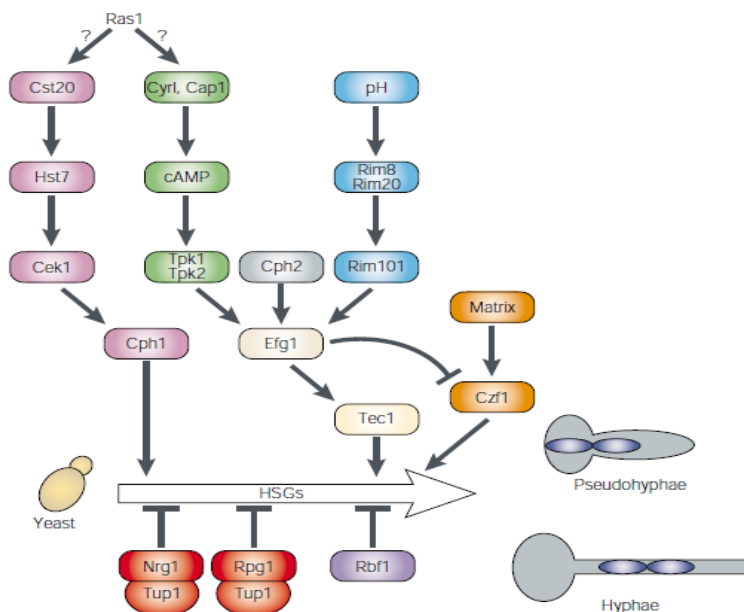 Ras1
? ?
Cst20
Cyrl, Cap1
pH
Hst7
cAMP
Rim8
Rim20
Cek1
Tpk1
Tpk2
Cph2
Rim101
Matrix
Cph1
Efg1
Czf1
Tec1
HSGs
Yeast
Pseudohyphae
Nrg1
Tup1
Rpg1
Tup1
Rbf1
Hyphae